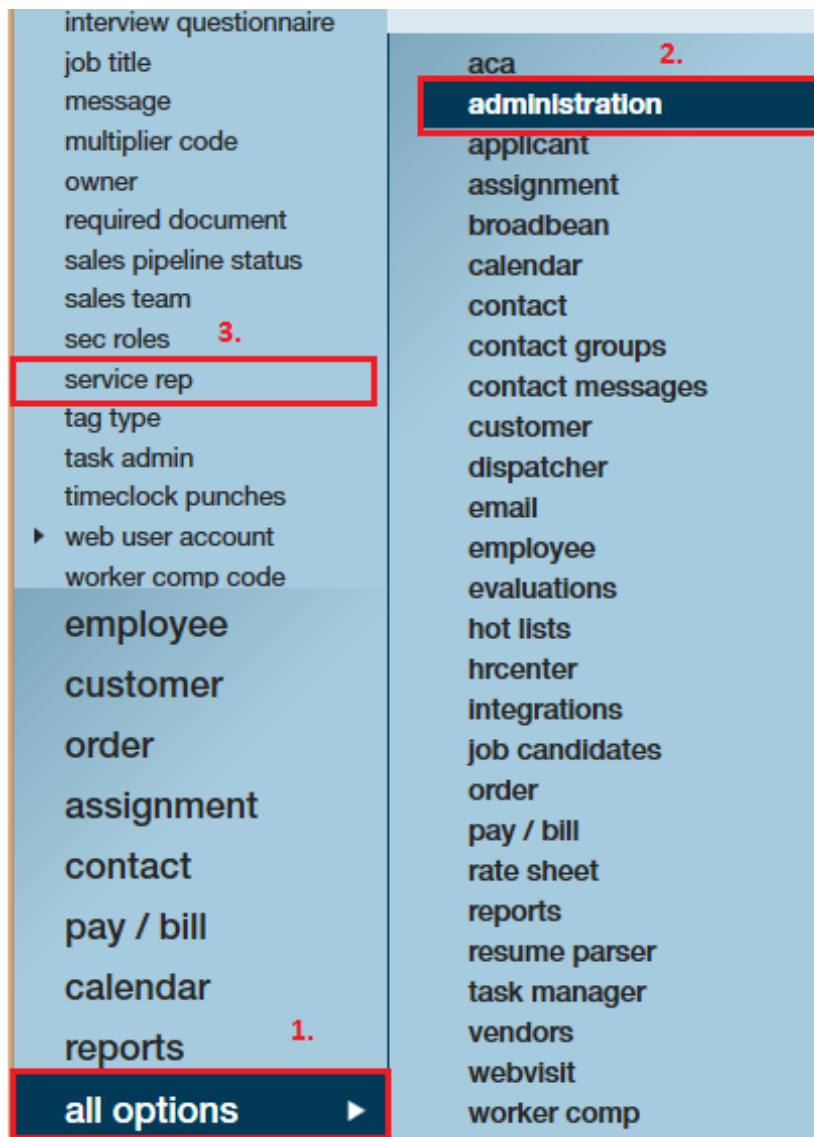 interview questionnaire
job title
message
multiplier code
owner
required document
sales pipeline status
sales team
sec roles 3.
service rep
tag type
task admin
timeclock punches
web user account
worker comp code
employee
customer
order
assignment
contact
pay / bill
calendar
reports 1.
all options
aca 2.
administration
applicant
assignment
broadbean
calendar
contact
contact groups
contact messages
customer
dispatcher
email
employee
evaluations
hot lists
hrcenter
integrations
job candidates
order
pay / bill
rate sheet
reports
resume parser
task manager
vendors
webvisit
worker comp